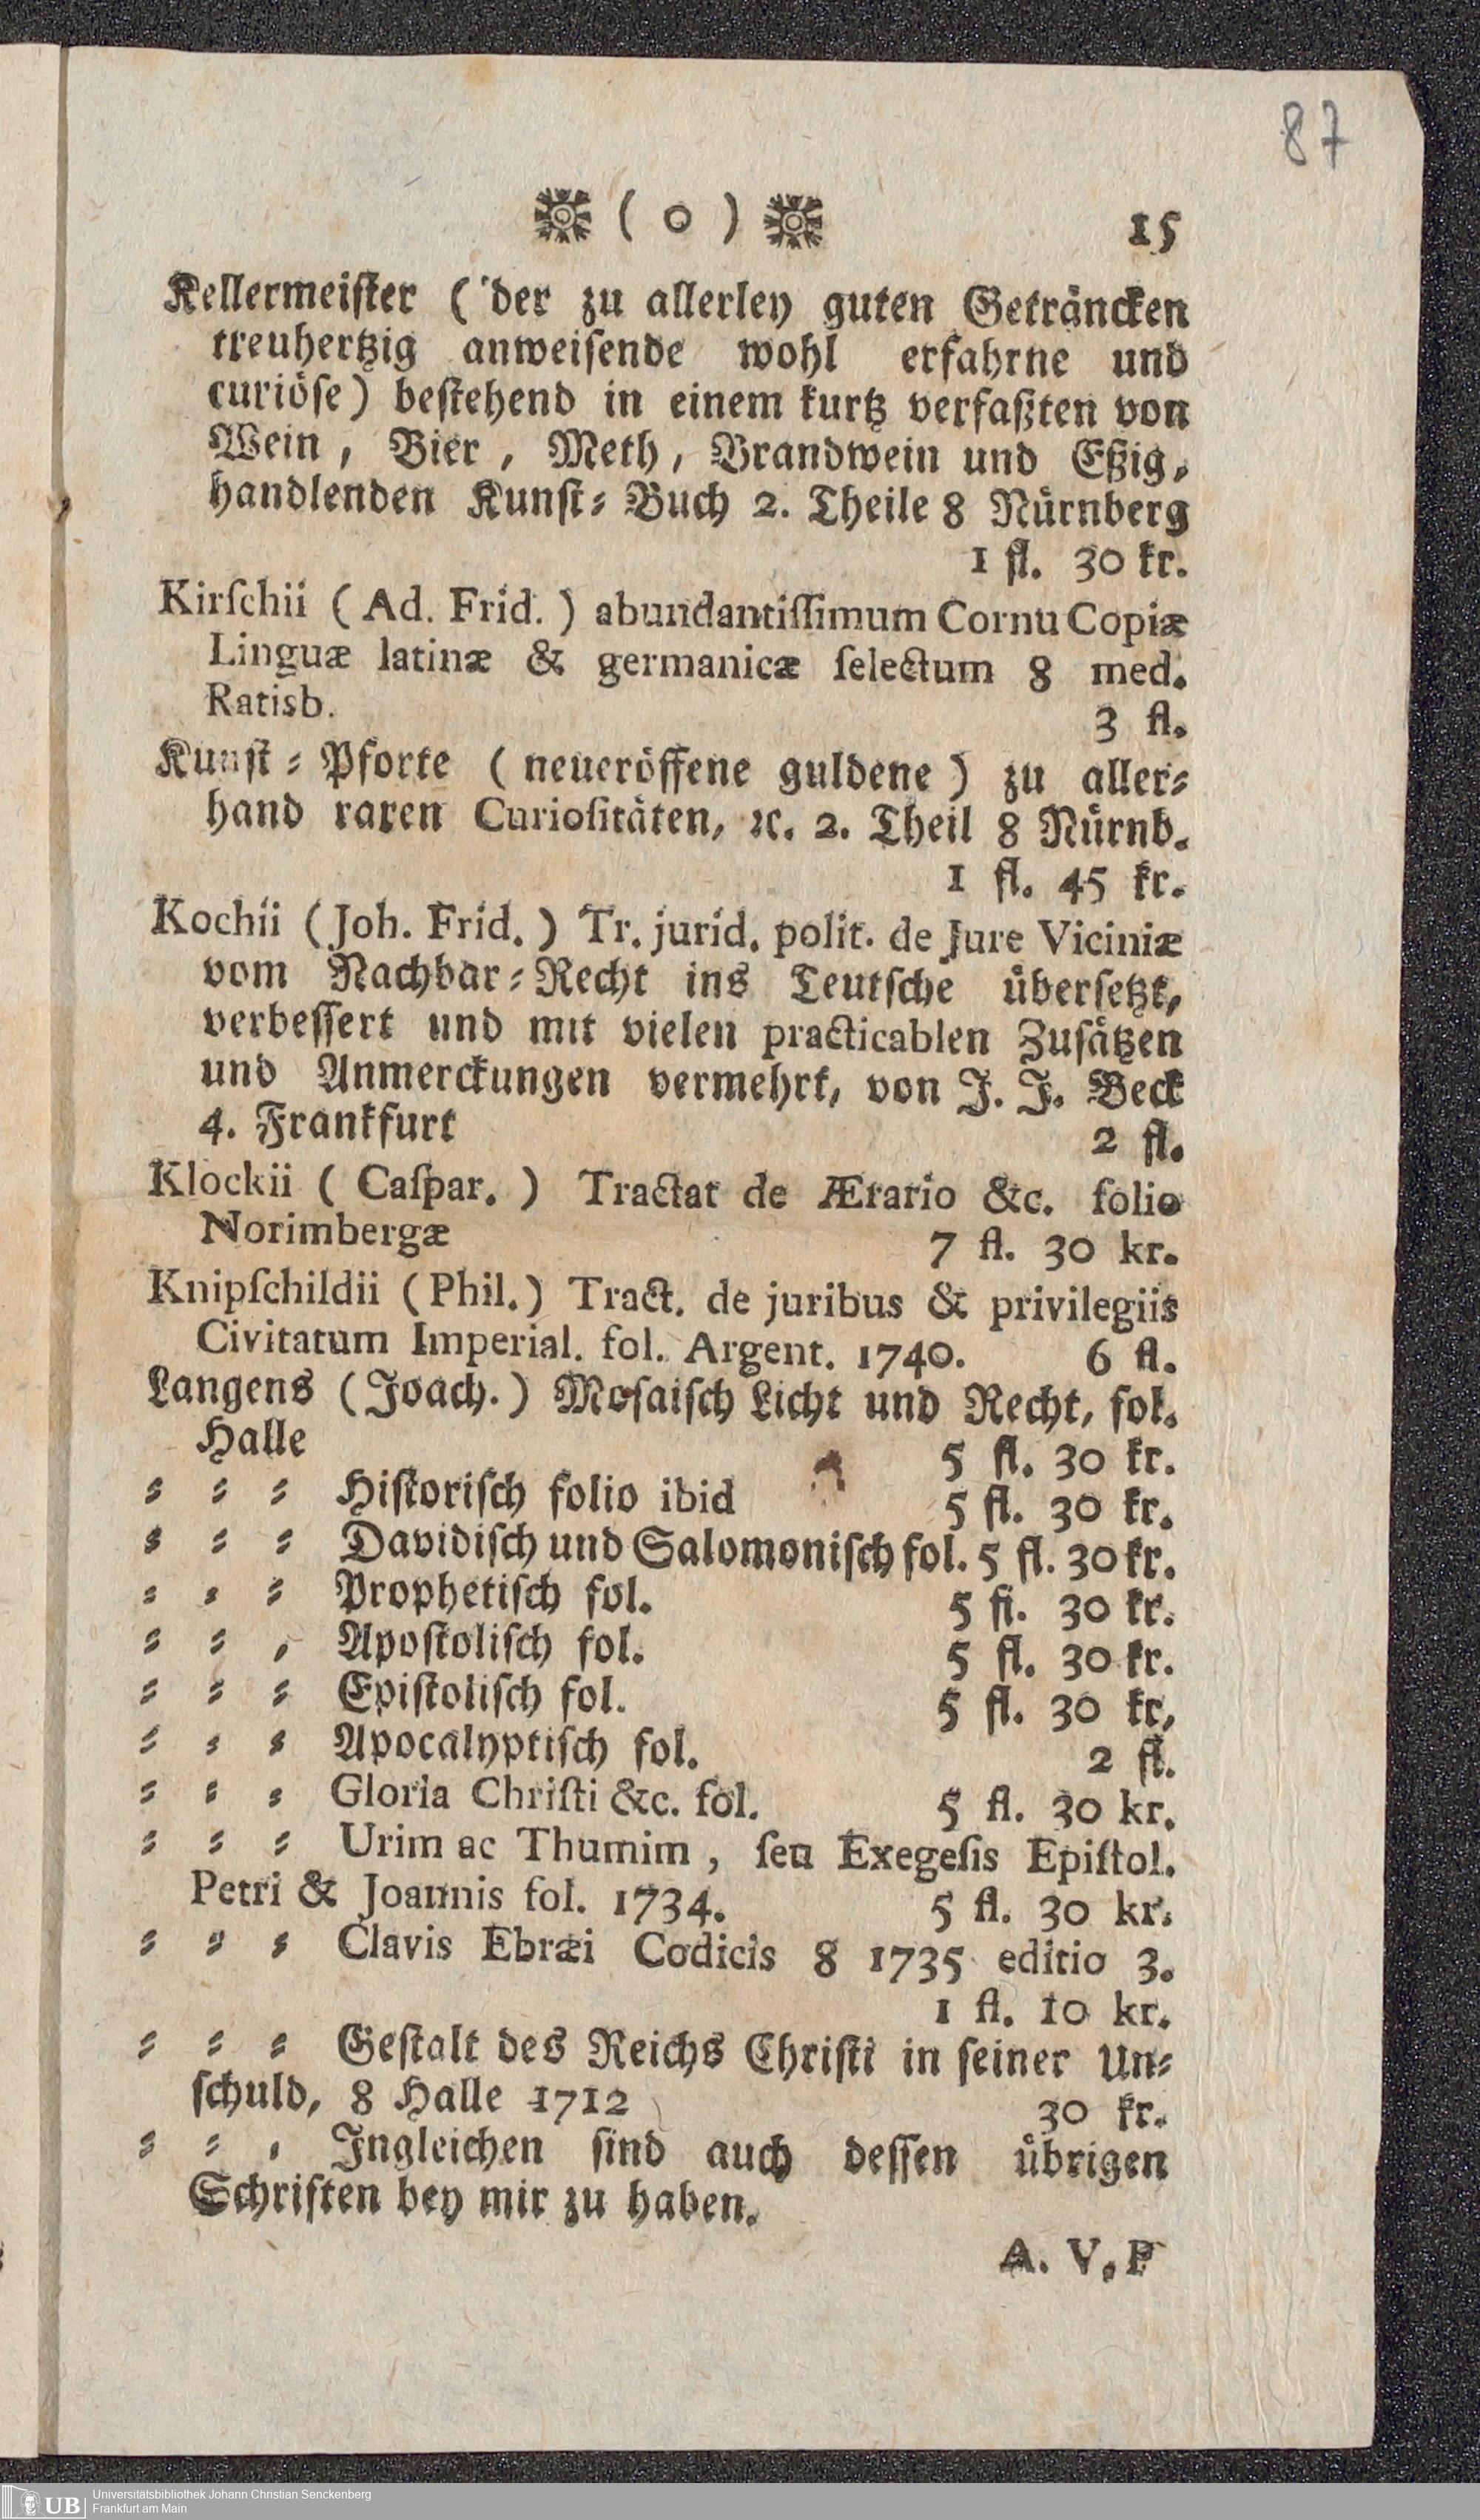 87
( o ) 15
Kellermeiſter ( der zu allerley guten Geträncken
treuhertzig anweiſende wohl erfahrne und
curiöſe) beſtehend in einem kurtz verfaßten von
Wein, Bier, Meth, Brandwein und Eßig,
handlenden Kunſt⸗Buch 2. Theile 8 Nürnberg
1 fl. 30 kr.
Kirſchii ( Ad. Frid. ) abundantiſſimum Cornu Copiæ
Linguæ latinæ & germanicæ ſelectum 8 med.
Ratisb. 3 fl.
Kunſt⸗Pforte ( neueröffene guldene ) zu aller⸗
hand raren Curioſitäten, ꝛc. 2. Theil 8 Nürnb.
1 fl. 45 kr.
Kochii (Joh. Frid.) Tr. jurid. polit. de Jure Viciniæ
vom Nachbar⸗Recht ins Teutſche überſetzt,
verbeſſert und mit vielen practicablen Zuſätzen
und Anmerckungen vermehrt, von J. J. Beck
4. Frankfurt 2 fl.
Klockii ( Caſpar. ) Tractat de Ærario &c. folio
Norimbergæ 7 fl. 30 kr.
Knipſchildii (Phil.) Tract. de juribus & privilegiis
Civitatum Imperial. fol. Argent. 1740. 6 fl.
Langens (Joach.) Moſaiſch Licht und Recht, fol.
Halle 5 fl. 30 kr.
⸗ ⸗ ⸗ Hiſtoriſch folio ibid 5 fl. 30 kr.
⸗ ⸗ ⸗ Davidiſch und Salomoniſch fol. 5 fl. 30 kr.
⸗ ⸗ ⸗ Prophetiſch fol. 5 fl. 30 kr.
⸗ ⸗ , Apoſtoliſch fol. 5 fl. 30 kr.
⸗ ⸗ ⸗ Epiſtoliſch fol. 5 fl. 30 kr,
⸗ ⸗ ⸗ Apocalyptiſch fol. 2 fl.
⸗ ⸗ ⸗ Gloria Chriſti &c. fol. 5 fl. 30 kr.
⸗ ⸗ ⸗ Urim ac Thumim, ſeu Exegeſis Epiſtol.
Petri & Joannis fol. 1734. 5 fl. 30 kr.
⸗ ⸗ ⸗ Clavis Ebræi Codicis 8 1735 editio 3.
1 fl. 10 kr.
⸗ ⸗ ⸗ Geſtalt des Reichs Chriſti in ſeiner Un⸗
ſchuld, 8 Halle 1712 30 kr.
⸗ ⸗ , Ingleichen ſind auch deſſen übrigen
Schriften bey mir zu haben.
A. V. P
UB Universitätsbibliothek Johann Christian Senckenberg
Frankfurt am Main